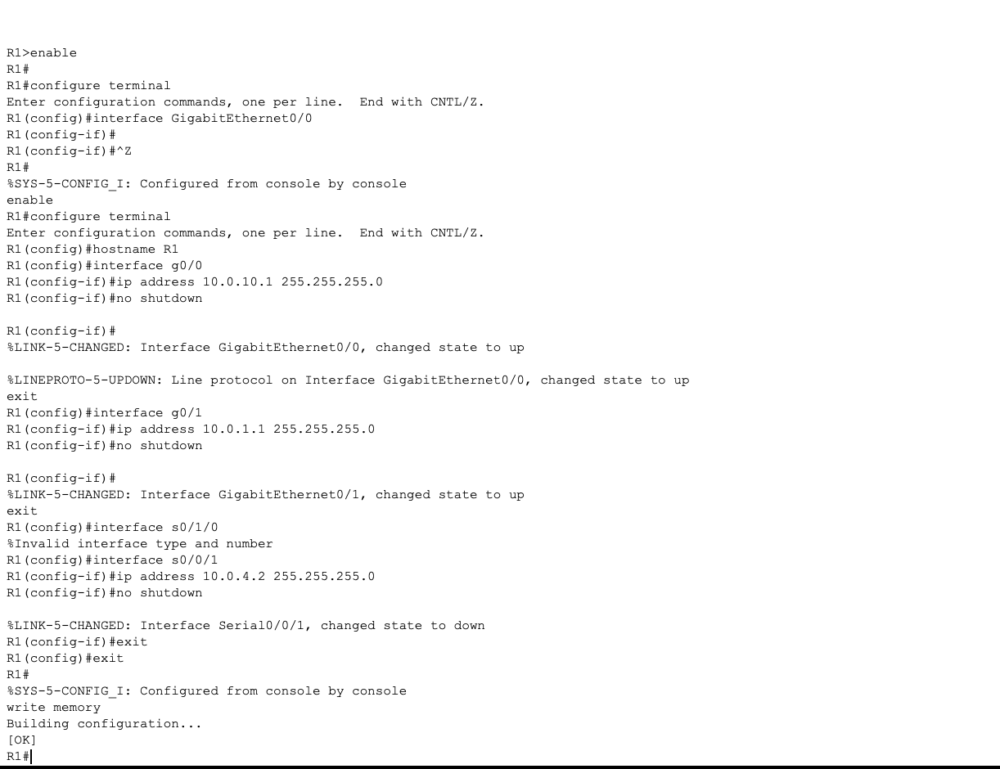 R1>enable
R1#
R1#configure terminal
Enter configuration commands, one per line.  End with CNTL/Z.
R1(config)#interface GigabitEthernet0/0
R1(config-if)#
R1(config-if)#^Z
R1#
%SYS-5-CONFIG_I: Configured from console by console
enable
R1#configure terminal
Enter configuration commands, one per line.  End with CNTL/Z.
R1(config)#hostname R1
R1(config)#interface g0/0
R1(config-if)#ip address 10.0.10.1 255.255.255.0
R1(config-if)#no shutdown
R1(config-if)#
%LINK-5-CHANGED: Interface GigabitEthernet0/0, changed state to up
%LINEPROTO-5-UPDOWN: Line protocol on Interface GigabitEthernet0/0, changed state to up
exit
R1(config)#interface g0/1
R1(config-if)#ip address 10.0.1.1 255.255.255.0
R1(config-if)#no shutdown
R1(config-if)#
%LINK-5-CHANGED: Interface GigabitEthernet0/1, changed state to up
exit
R1(config)#interface s0/1/0
%Invalid interface type and number
R1(config)#interface s0/0/1
R1(config-if)#ip address 10.0.4.2 255.255.255.0
R1(config-if)#no shutdown
%LINK-5-CHANGED: Interface Serial0/0/1, changed state to down
R1(config-if)#exit
R1(config)#exit
R1#
%SYS-5-CONFIG_I: Configured from console by console
write memory
Building configuration...
[OK]
R1#